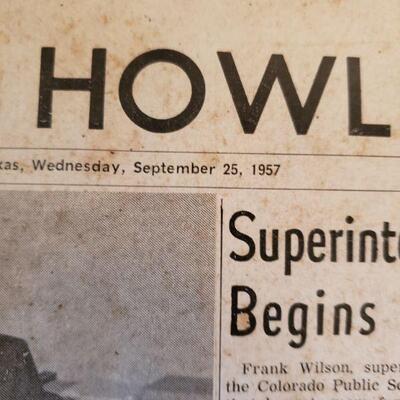 HOWL
xas, Wednesday, September 25, 1957
Superint
Begins
Frank Wilson, supe
the Colorado Public S